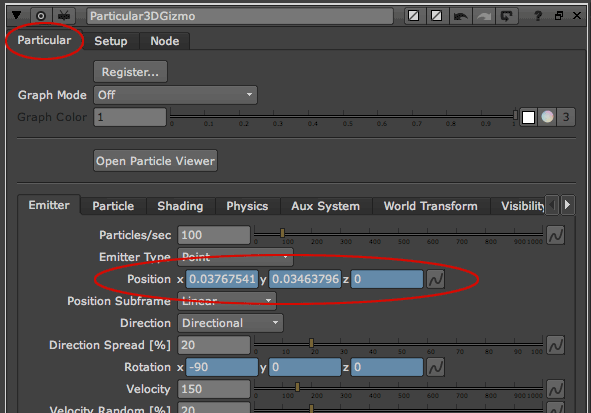 Particular3DGizmo ?
Particular Setup Node
Register...
Graph Mode Off
Graph Color 1 0 0.1 0.2 0.3 0.4 0.5 0.6 0.7 0.8 0.9 1 3
Open Particle Viewer
Emitter Particle Shading Physics Aux System World Transform Visibility
Particles/sec 100 0 100 200 300 400 500 600 700 800 900 1000
Emitter Type Point
Position x 0.03767541 y 0.03463796 z 0
Position Subframe Linear
Direction Directional
Direction Spread [%] 20 0 10 20 30 40 50 60 70 80 90 100
Rotation x -90 y 0 z 0
Velocity 150 0 100 200 300 400 500 600 700 800 900 1000
Velocity Random [%] 20